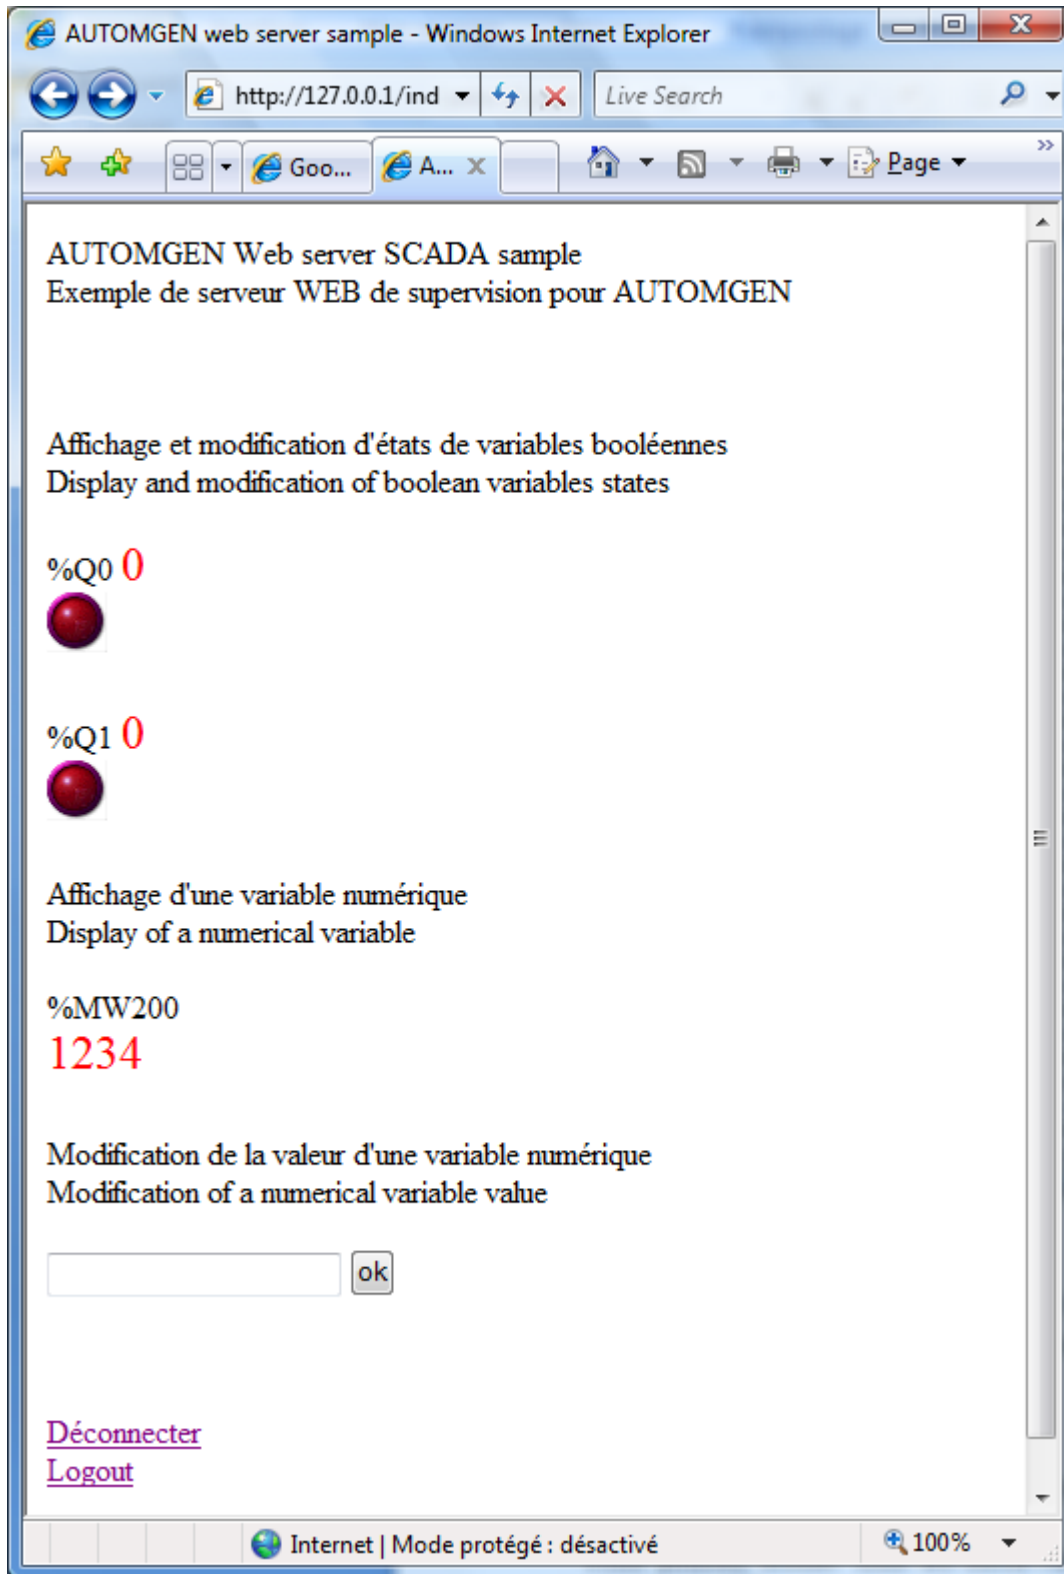 AUTOMGEN web server sample - Windows Internet Explorer
http://127.0.0.1/ind
Live Search
Goo...
A...
Page
AUTOMGEN Web server SCADA sample
Exemple de serveur WEB de supervision pour AUTOMGEN
Affichage et modification d'états de variables booléennes
Display and modification of boolean variables states
%Q0 0
%Q1 0
Affichage d'une variable numérique
Display of a numerical variable
%MW200
1234
Modification de la valeur d'une variable numérique
Modification of a numerical variable value
ok
Déconnecter
Logout
Internet | Mode protégé : désactivé
100%